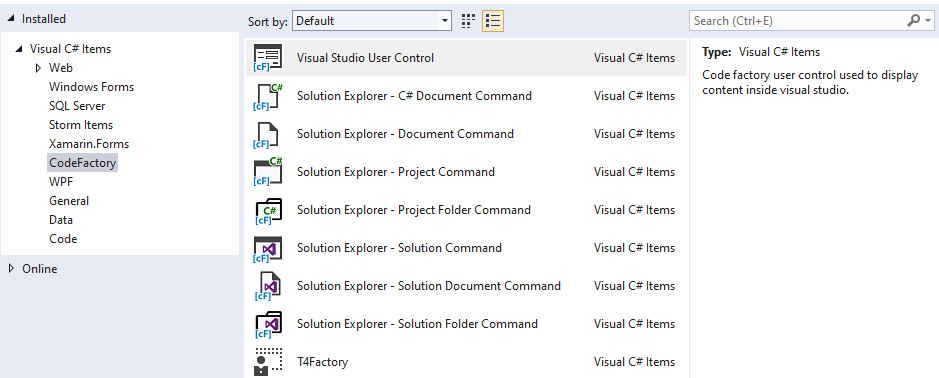 Installed
Sort by: Default
Search (Ctrl+E)
Visual C# Items
Web
Windows Forms
SQL Server
Storm Items
Xamarin.Forms
CodeFactory
WPF
General
Data
Code
Online
Visual Studio User Control Visual C# Items
[cF]
C#
Solution Explorer - C# Document Command Visual C# Items
[cF]
Solution Explorer - Document Command Visual C# Items
[cF]
C#
Solution Explorer - Project Command Visual C# Items
[cF]
C#
Solution Explorer - Project Folder Command Visual C# Items
[cF]
Solution Explorer - Solution Command Visual C# Items
[cF]
Solution Explorer - Solution Document Command Visual C# Items
[cF]
Solution Explorer - Solution Folder Command Visual C# Items
[cF]
T4Factory Visual C# Items
Type: Visual C# Items
Code factory user control used to display
content inside visual studio.